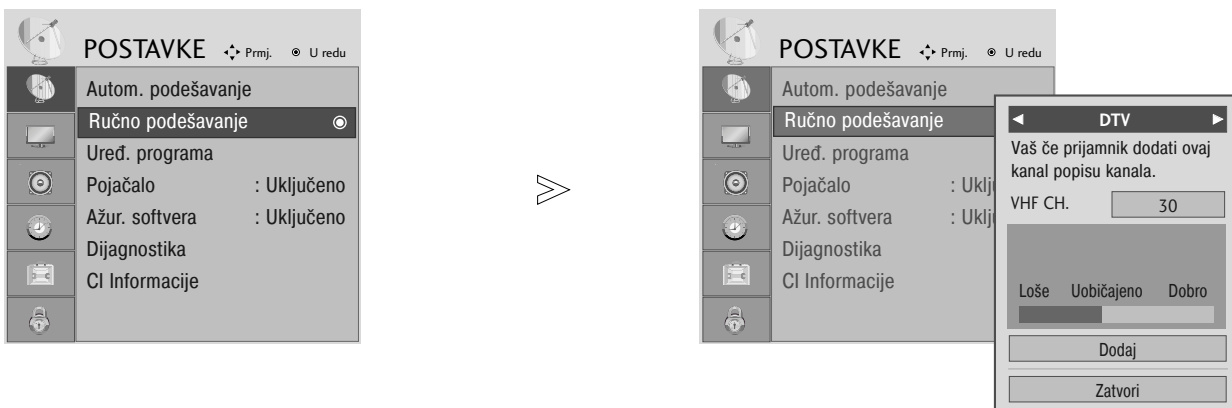 POSTAVKE Prmj. U redu
Autom. podešavanje
Ručno podešavanje
Uređ. programa
Pojačalo : Uključeno
Ažur. softvera : Uključeno
Dijagnostika
CI Informacije
POSTAVKE Prmj. U redu
Autom. podešavanje
Ručno podešavanje
Uređ. programa
Pojačalo : Uklj
Ažur. softvera : Uklj
Dijagnostika
CI Informacije
DTV
Vaš če prijamnik dodati ovaj
kanal popisu kanala.
VHF CH. 30
Loše Uobičajeno Dobro
Dodaj
Zatvori